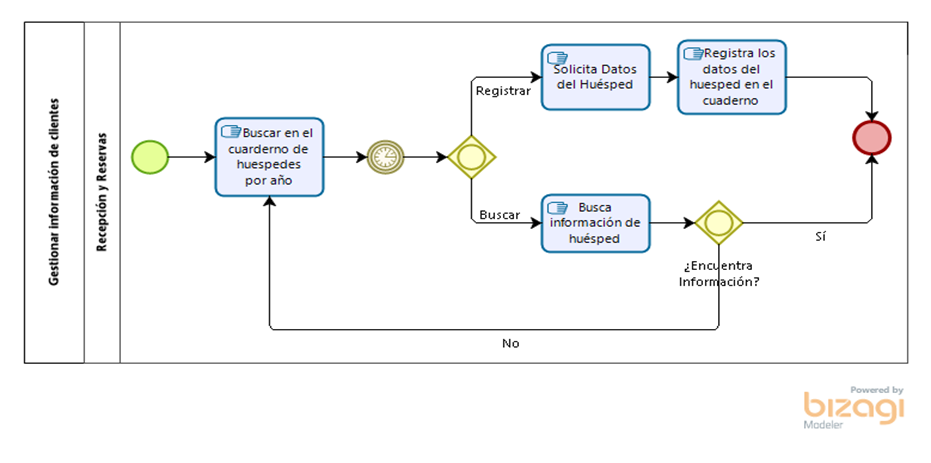 Gestionar información de clientes
Recepción y Reservas
Buscar en el
cuarderno de
huespedes
por año
Registrar
Solicita Datos
del Huésped
Registra los
datos del
huesped en el
cuaderno
Buscar
Busca
información de
huésped
¿Encuentra
Información?
Sí
No
Powered by
bizagi
Modeler